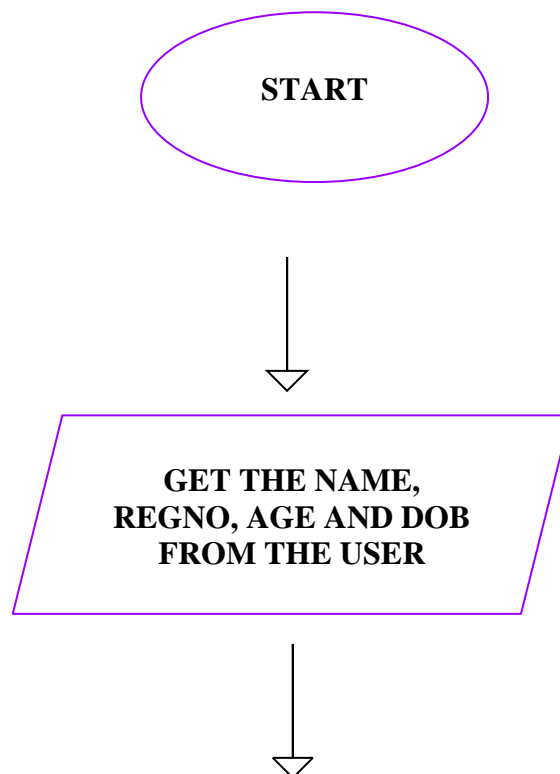 START
GET THE NAME,
REGNO, AGE AND DOB
FROM THE USER